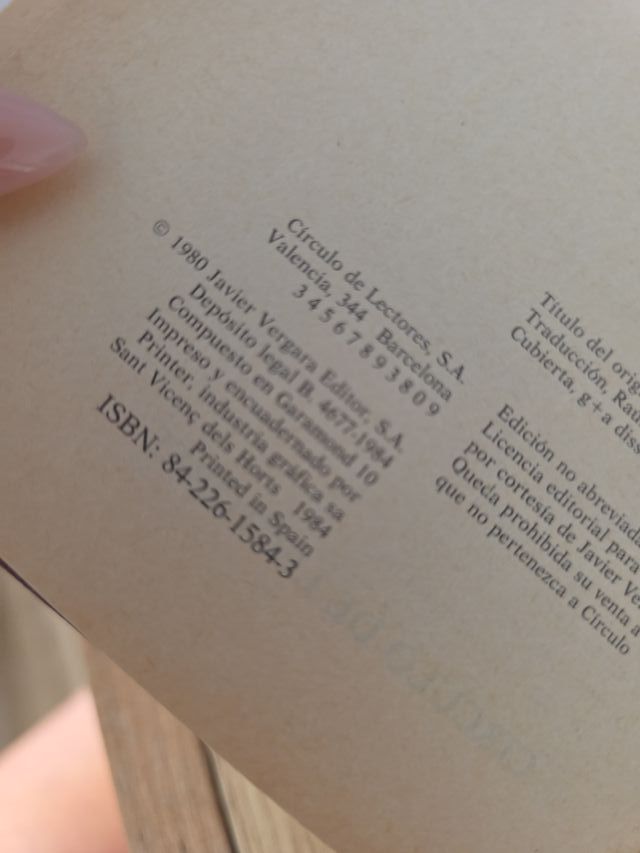 Título del orig
Traducción, Rau
Cubierta, g+a diss
Edición no abreviada
Licencia editorial para
por cortesía de Javier Ve
Queda prohibida su venta a
que no pertenezca a Círculo
Círculo de Lectores, S.A.
Valencia, 344 Barcelona
3 4 5 6 7 8 9 3 8 0 9
© 1980 Javier Vergara Editor, S.A.
Depósito legal B. 4677-1984
Compuesto en Garamond 10
Impreso y encuadernado por
Printer, industria gráfica sa
Sant Vicenç dels Horts 1984
Printed in Spain
ISBN: 84-226-1584-3